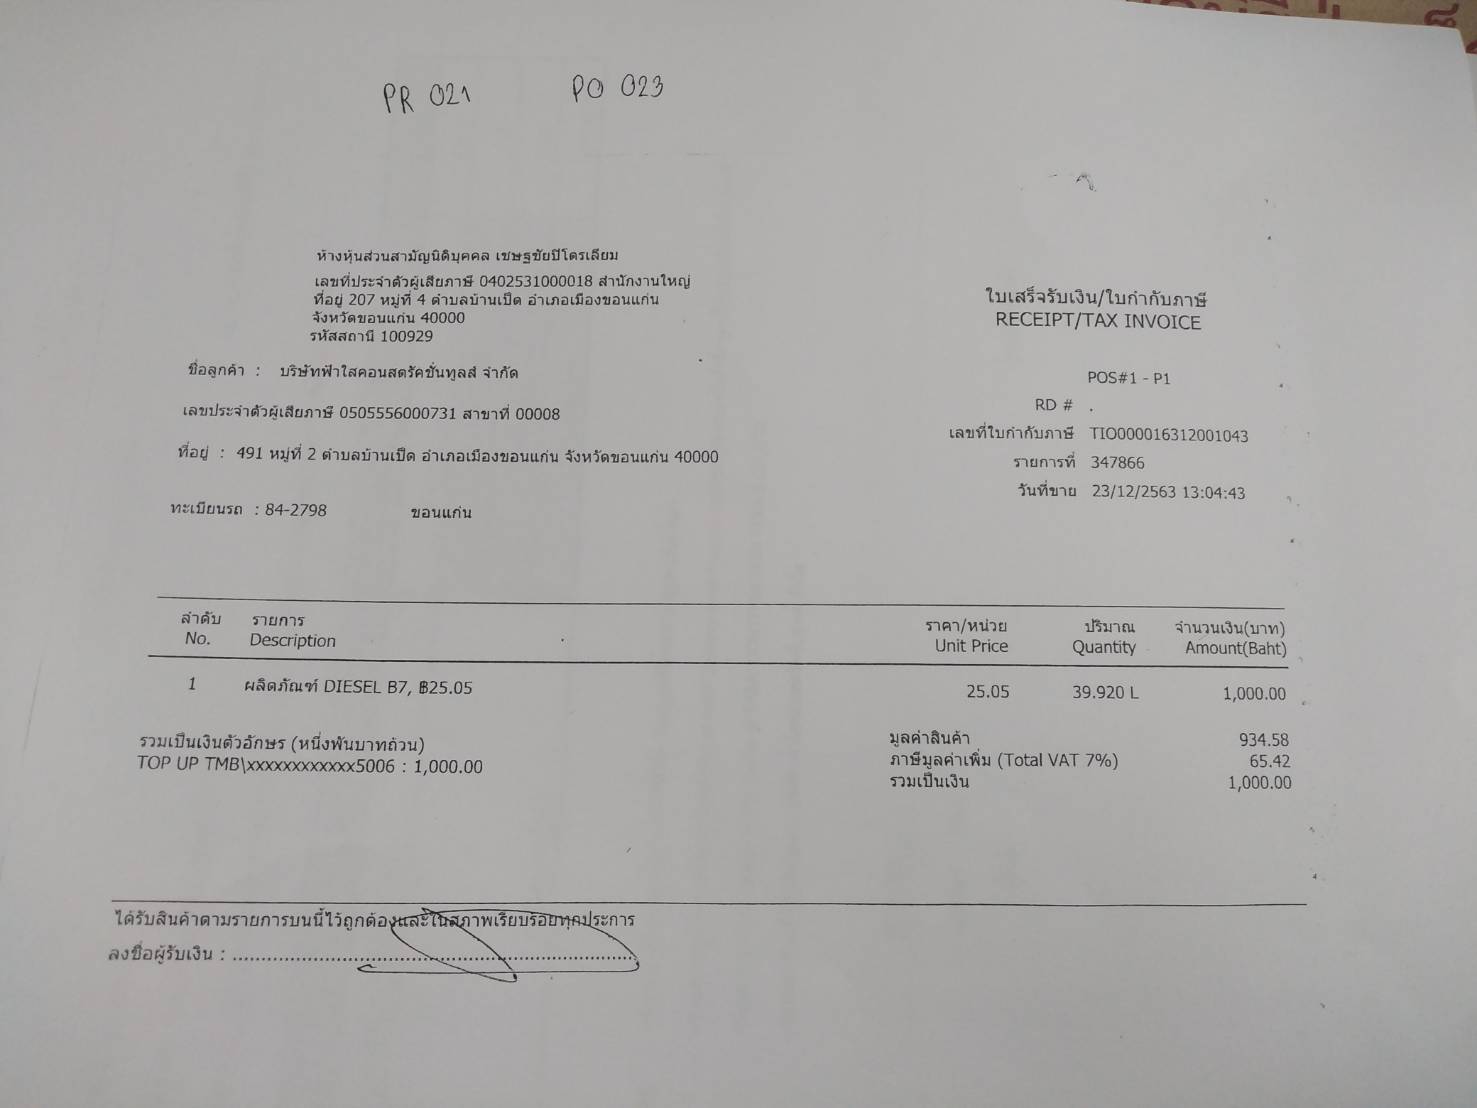 PR 021 PO 023
ห้างหุ้นส่วนสามัญนิติบุคคล เชษฐชัยปิโตรเลียม
เลขที่ประจำตัวผู้เสียภาษี 0402531000018 สำนักงานใหญ่
ที่อยู่ 207 หมู่ที่ 4 ตำบลบ้านเป็ด อำเภอเมืองขอนแก่น
จังหวัดขอนแก่น 40000
รหัสสถานี 100929
ใบเสร็จรับเงิน/ใบกำกับภาษี
RECEIPT/TAX INVOICE
ชื่อลูกค้า : บริษัทฟ้าใสคอนสตรัคชั่นทูลส์ จำกัด
เลขประจำตัวผู้เสียภาษี 0505556000731 สาขาที่ 00008
ที่อยู่ : 491 หมู่ที่ 2 ตำบลบ้านเป็ด อำเภอเมืองขอนแก่น จังหวัดขอนแก่น 40000
ทะเบียนรถ : 84-2798 ขอนแก่น
POS#1 - P1
RD # .
เลขที่ใบกำกับภาษี TIO000016312001043
รายการที่ 347866
วันที่ขาย 23/12/2563 13:04:43
ลำดับ รายการ ราคา/หน่วย ปริมาณ จำนวนเงิน(บาท)
No. Description Unit Price Quantity Amount(Baht)
1 ผลิตภัณฑ์ DIESEL B7, ฿25.05 25.05 39.920 L 1,000.00
รวมเป็นเงินตัวอักษร (หนึ่งพันบาทถ้วน)
TOP UP TMB\xxxxxxxxxxxx5006 : 1,000.00
มูลค่าสินค้า 934.58
ภาษีมูลค่าเพิ่ม (Total VAT 7%) 65.42
รวมเป็นเงิน 1,000.00
ได้รับสินค้าตามรายการบนนี้ไว้ถูกต้องและในสภาพเรียบร้อยทุกประการ
ลงชื่อผู้รับเงิน : ................................................................